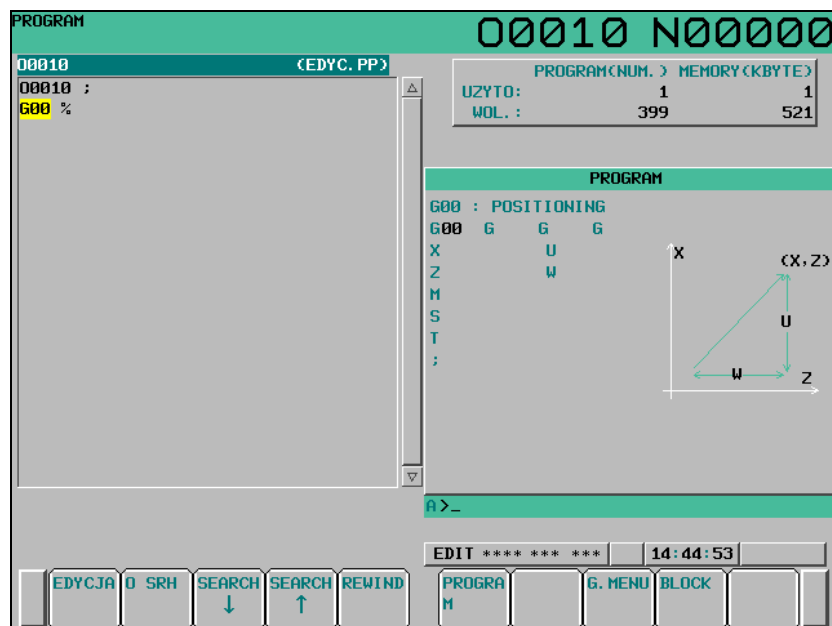 PROGRAM
O0010 N00000
O0010 (EDYC.PP)
O0010 ;
G00 %
PROGRAM(NUM.) MEMORY(KBYTE)
UZYTO: 1 1
WOL.: 399 521
PROGRAM
G00 : POSITIONING
G00 G G G
X U
Z W
M
S
T
;
X
(X,Z)
U
W
Z
A>_
EDIT **** *** *** 14:44:53
EDYCJA O SRH SEARCH ↓ SEARCH ↑ REWIND PROGRA
M G.MENU BLOCK